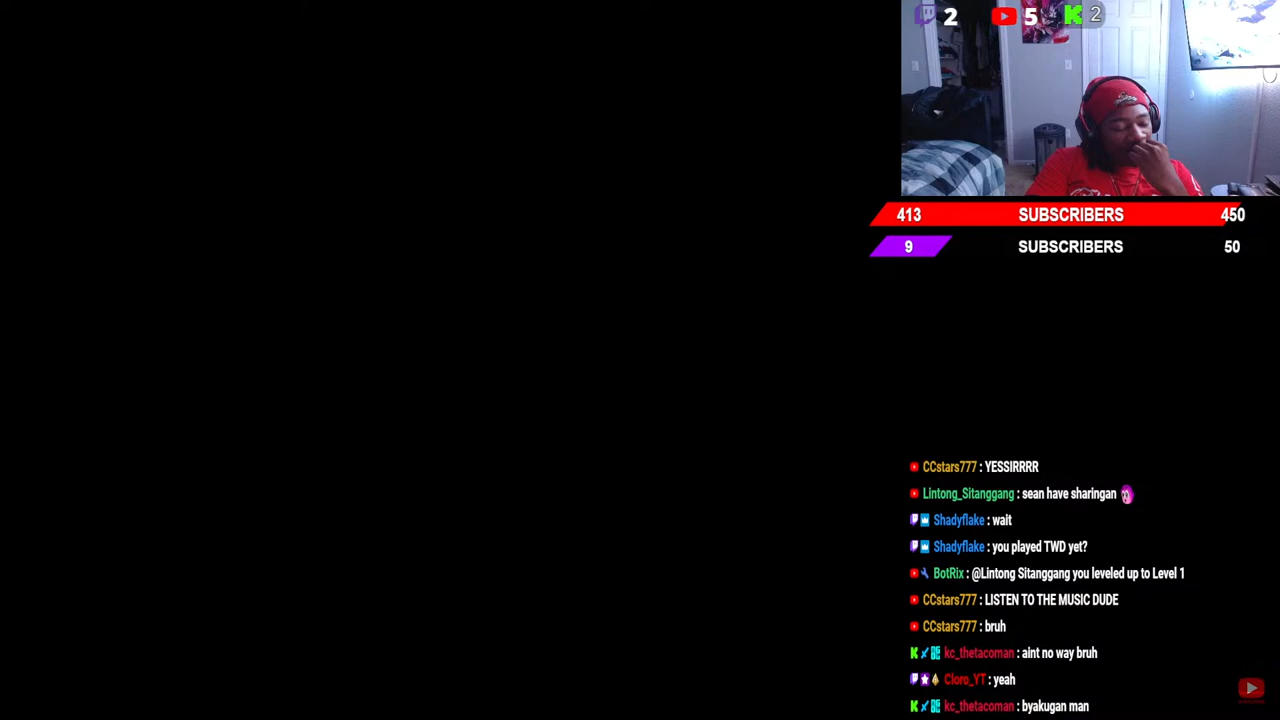 2 5 2
413 SUBSCRIBERS 450
9 SUBSCRIBERS 50
CCstars777 : YESSIRRRR
Lintong_Sitanggang : sean have sharingan
Shadyflake : wait
Shadyflake : you played TWD yet?
BotRix : @Lintong Sitanggang you leveled up to Level 1
CCstars777 : LISTEN TO THE MUSIC DUDE
CCstars777 : bruh
kc_thetacoman : aint no way bruh
Cloro_YT : yeah
kc_thetacoman : byakugan man